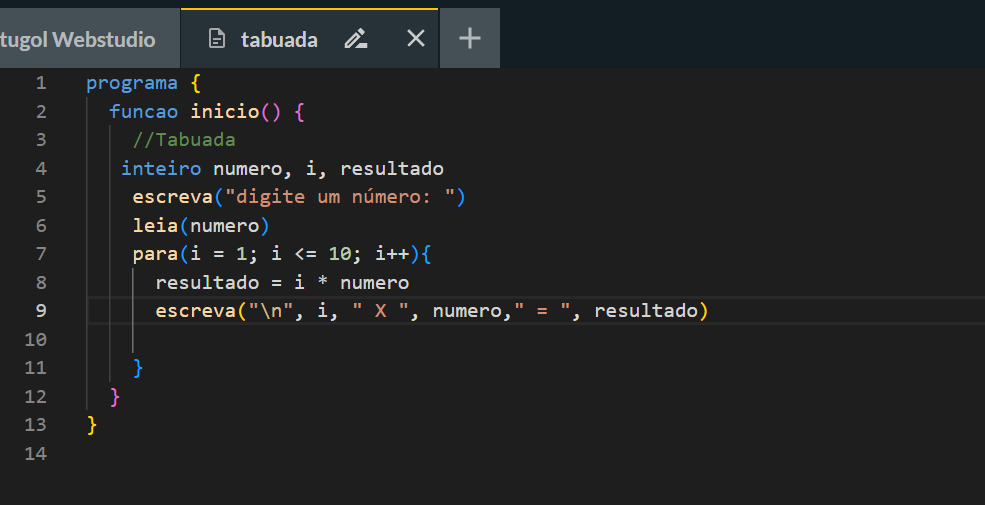 tugol Webstudio tabuada
1 programa {
2 funcao inicio() {
3 //Tabuada
4 inteiro numero, i, resultado
5 escreva("digite um número: ")
6 leia(numero)
7 para(i = 1; i <= 10; i++){
8 resultado = i * numero
9 escreva("\n", i, " X ", numero," = ", resultado)
10
11 }
12 }
13 }
14